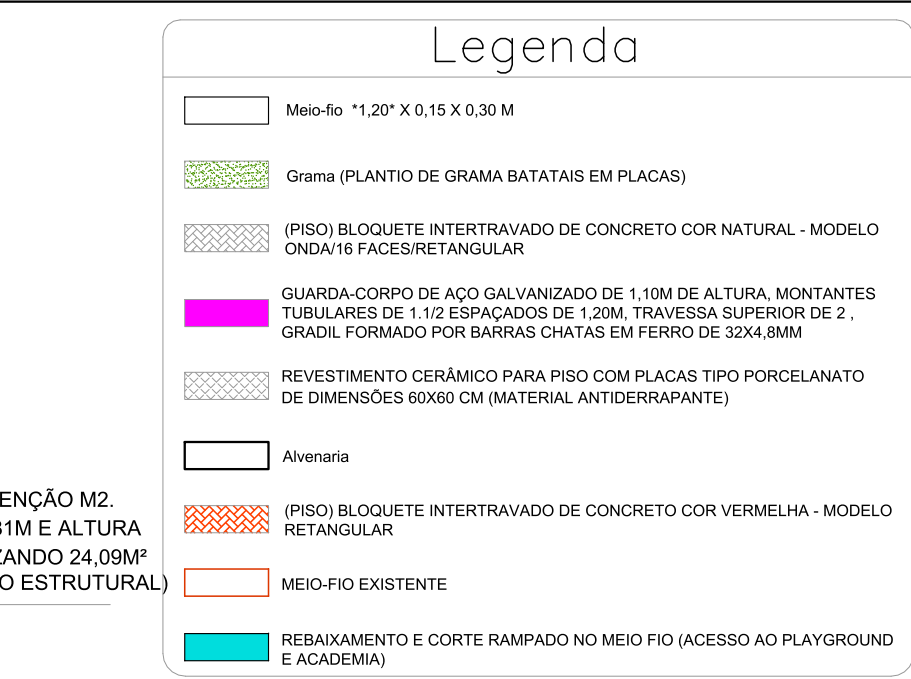 Legenda
Meio-fio *1,20* X 0,15 X 0,30 M
Grama (PLANTIO DE GRAMA BATATAIS EM PLACAS)
(PISO) BLOQUETE INTERTRAVADO DE CONCRETO COR NATURAL - MODELO
ONDA/16 FACES/RETANGULAR
GUARDA-CORPO DE AÇO GALVANIZADO DE 1,10M DE ALTURA, MONTANTES
TUBULARES DE 1.1/2 ESPAÇADOS DE 1,20M, TRAVESSA SUPERIOR DE 2 ,
GRADIL FORMADO POR BARRAS CHATAS EM FERRO DE 32X4,8MM
REVESTIMENTO CERÂMICO PARA PISO COM PLACAS TIPO PORCELANATO
DE DIMENSÕES 60X60 CM (MATERIAL ANTIDERRAPANTE)
Alvenaria
(PISO) BLOQUETE INTERTRAVADO DE CONCRETO COR VERMELHA - MODELO
RETANGULAR
MEIO-FIO EXISTENTE
REBAIXAMENTO E CORTE RAMPADO NO MEIO FIO (ACESSO AO PLAYGROUND
E ACADEMIA)
ENÇÃO M2.
31M E ALTURA
ZANDO 24,09M²
O ESTRUTURAL)